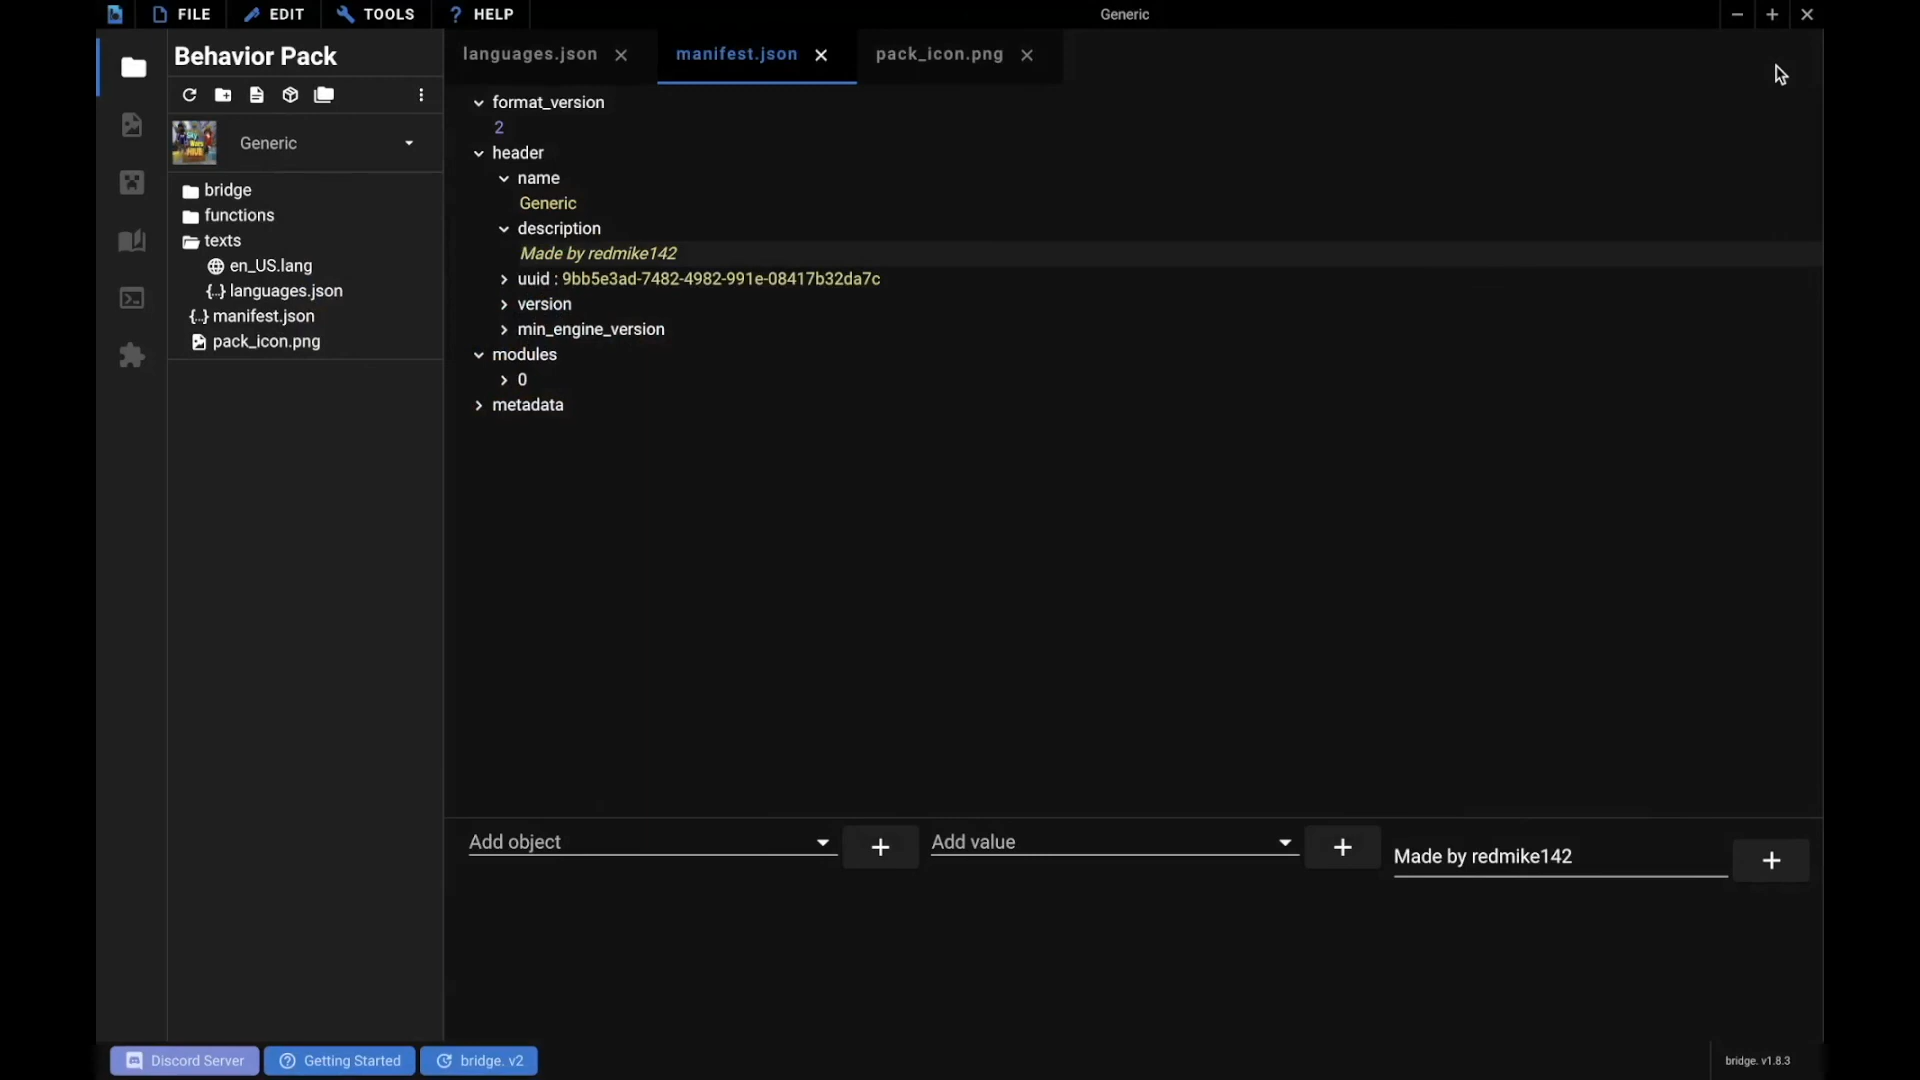 FILE EDIT TOOLS HELP Generic
Behavior Pack
languages.json manifest.json pack_icon.png
Generic
bridge
functions
texts
en_US.lang
{..} languages.json
{..} manifest.json
pack_icon.png
format_version
2
header
name
Generic
description
Made by redmike142
uuid : 9bb5e3ad-7482-4982-991e-08417b32da7c
version
min_engine_version
modules
0
metadata
Add object + Add value + Made by redmike142 +
Discord Server Getting Started bridge. v2 bridge. v1.8.3